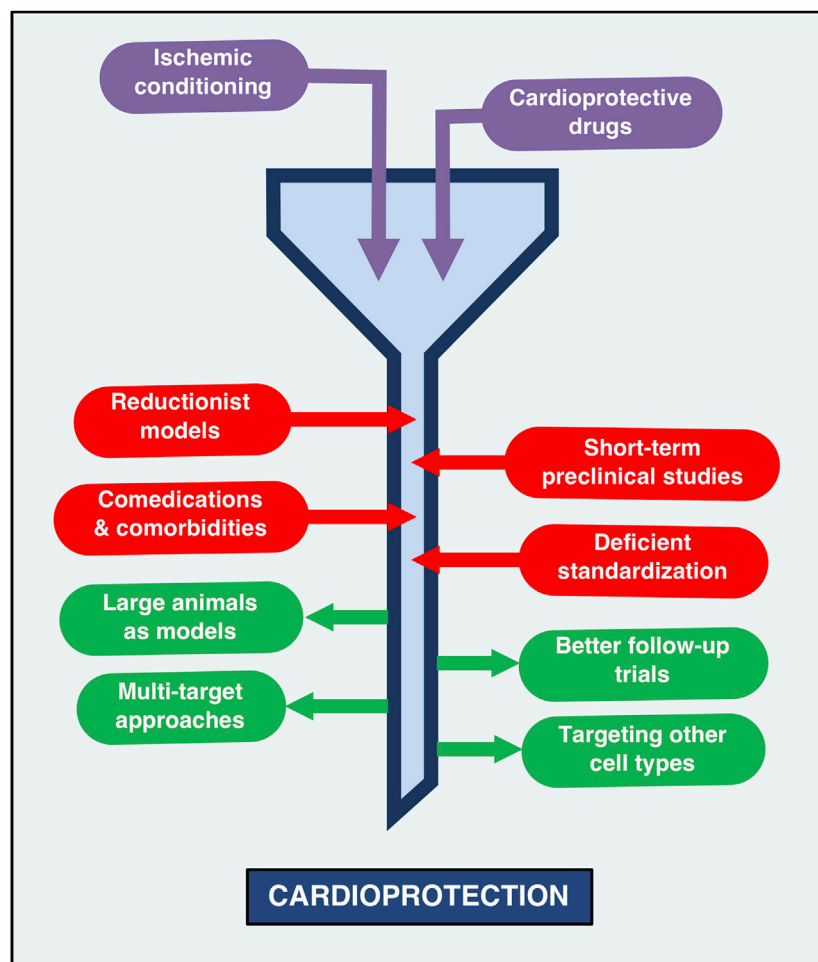 Ischemic
conditioning
Cardioprotective
drugs
Reductionist
models
Short-term
preclinical studies
Comedications
& comorbidities
Deficient
standardization
Large animals
as models
Better follow-up
trials
Multi-target
approaches
Targeting other
cell types
CARDIOPROTECTION